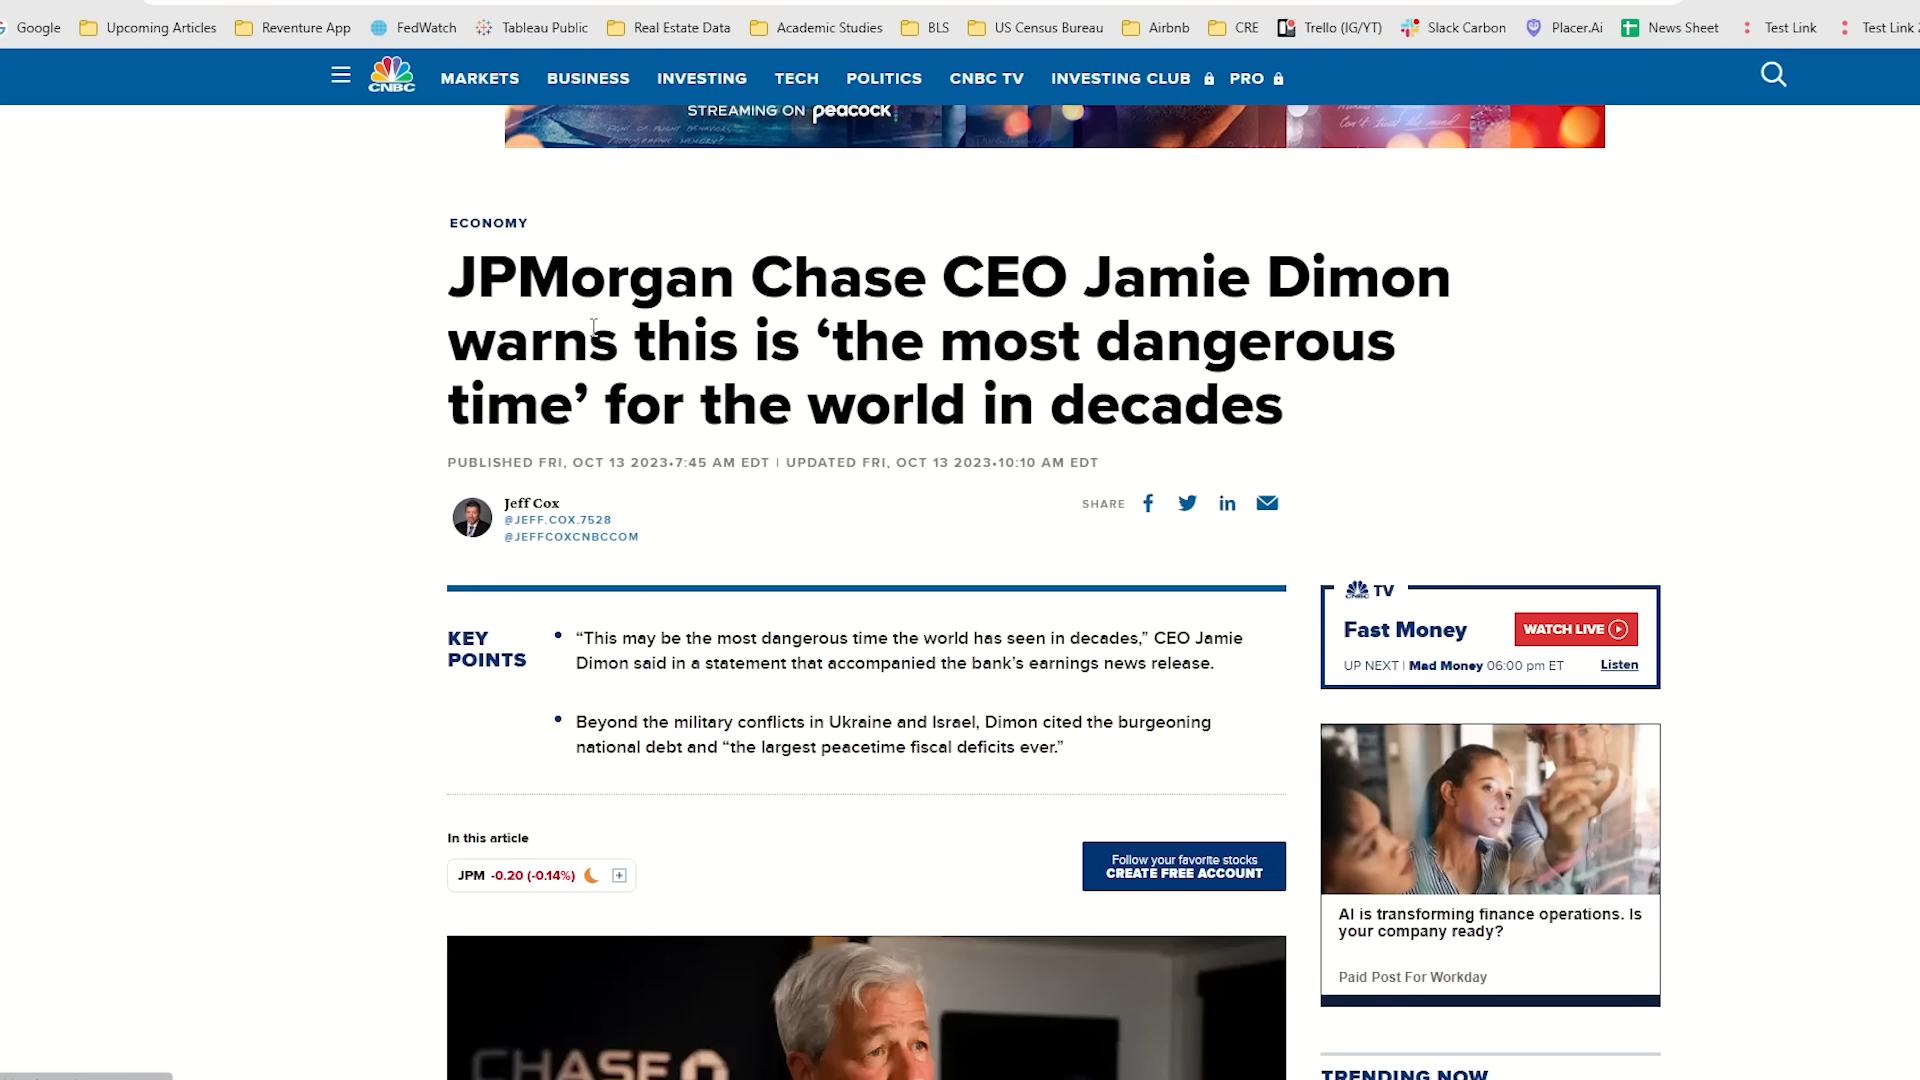 Google Upcoming Articles Reventure App FedWatch Tableau Public Real Estate Data Academic Studies BLS US Census Bureau Airbnb CRE Trello (IG/YT) Slack Carbon Placer.Ai News Sheet Test Link Test Link
CNBC MARKETS BUSINESS INVESTING TECH POLITICS CNBC TV INVESTING CLUB PRO
STREAMING ON peacock
ECONOMY
JPMorgan Chase CEO Jamie Dimon
warns this is ‘the most dangerous
time’ for the world in decades
PUBLISHED FRI, OCT 13 2023•7:45 AM EDT | UPDATED FRI, OCT 13 2023•10:10 AM EDT
Jeff Cox
@JEFF.COX.7528
@JEFFCOXCNBCCOM
SHARE
KEY
POINTS
• “This may be the most dangerous time the world has seen in decades,” CEO Jamie
Dimon said in a statement that accompanied the bank’s earnings news release.
• Beyond the military conflicts in Ukraine and Israel, Dimon cited the burgeoning
national debt and “the largest peacetime fiscal deficits ever.”
In this article
JPM -0.20 (-0.14%)
Follow your favorite stocks
CREATE FREE ACCOUNT
CHASE
CNBC TV
Fast Money
WATCH LIVE
UP NEXT | Mad Money 06:00 pm ET
Listen
AI is transforming finance operations. Is
your company ready?
Paid Post For Workday
TRENDING NOW